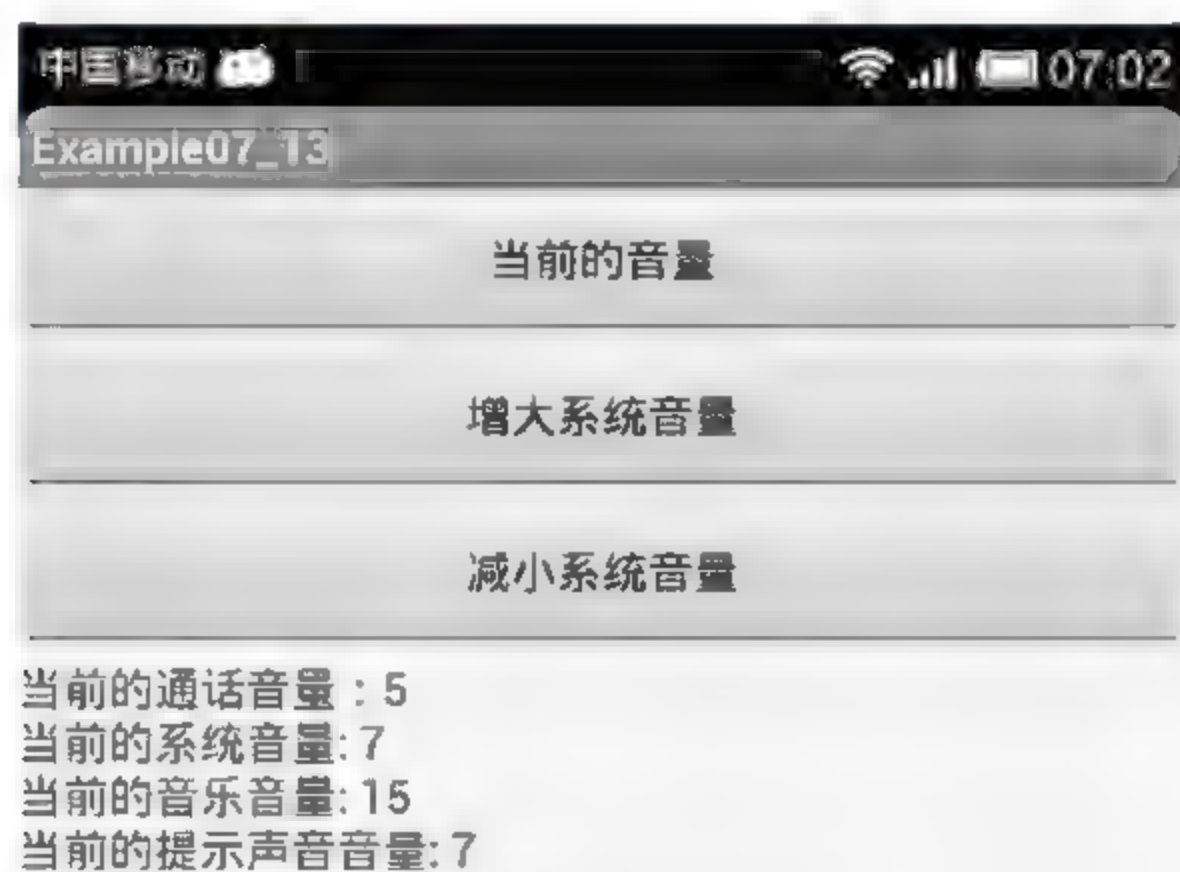 中国移动 07:02
Example07_13
当前的音量
增大系统音量
减小系统音量
当前的通话音量：5
当前的系统音量:7
当前的音乐音量:15
当前的提示声音音量:7